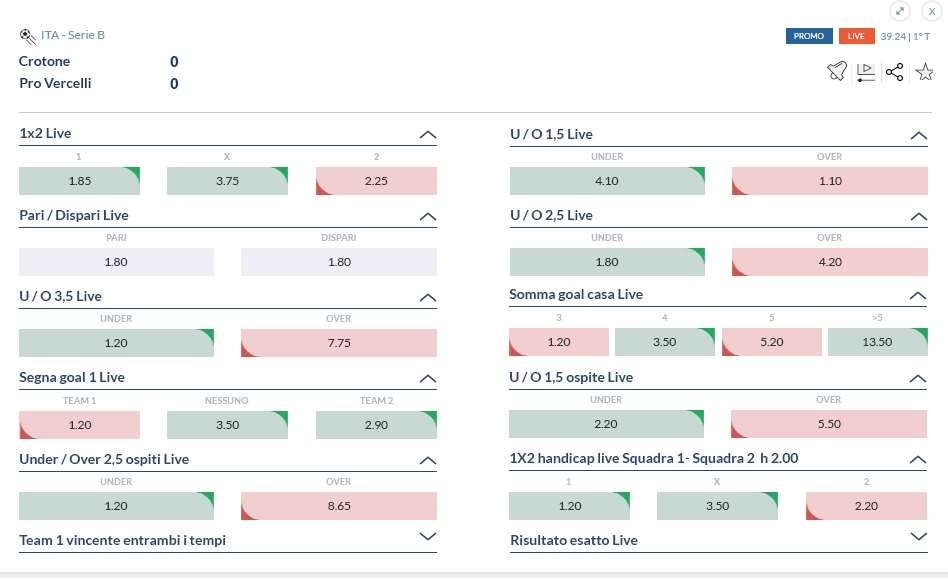 X
ITA - Serie B
PROMO LIVE 39:24 | 1° T
Crotone 0
Pro Vercelli 0
1x2 Live
1 X 2
1.85 3.75 2.25
Pari / Dispari Live
PARI DISPARI
1.80 1.80
U / O 3,5 Live
UNDER OVER
1.20 7.75
Segna goal 1 Live
TEAM 1 NESSUNO TEAM 2
1.20 3.50 2.90
Under / Over 2,5 ospiti Live
UNDER OVER
1.20 8.65
Team 1 vincente entrambi i tempi
U / O 1,5 Live
UNDER OVER
4.10 1.10
U / O 2,5 Live
UNDER OVER
1.80 4.20
Somma goal casa Live
3 4 5 >5
1.20 3.50 5.20 13.50
U / O 1,5 ospite Live
UNDER OVER
2.20 5.50
1X2 handicap live Squadra 1- Squadra 2 h 2.00
1 X 2
1.20 3.50 2.20
Risultato esatto Live